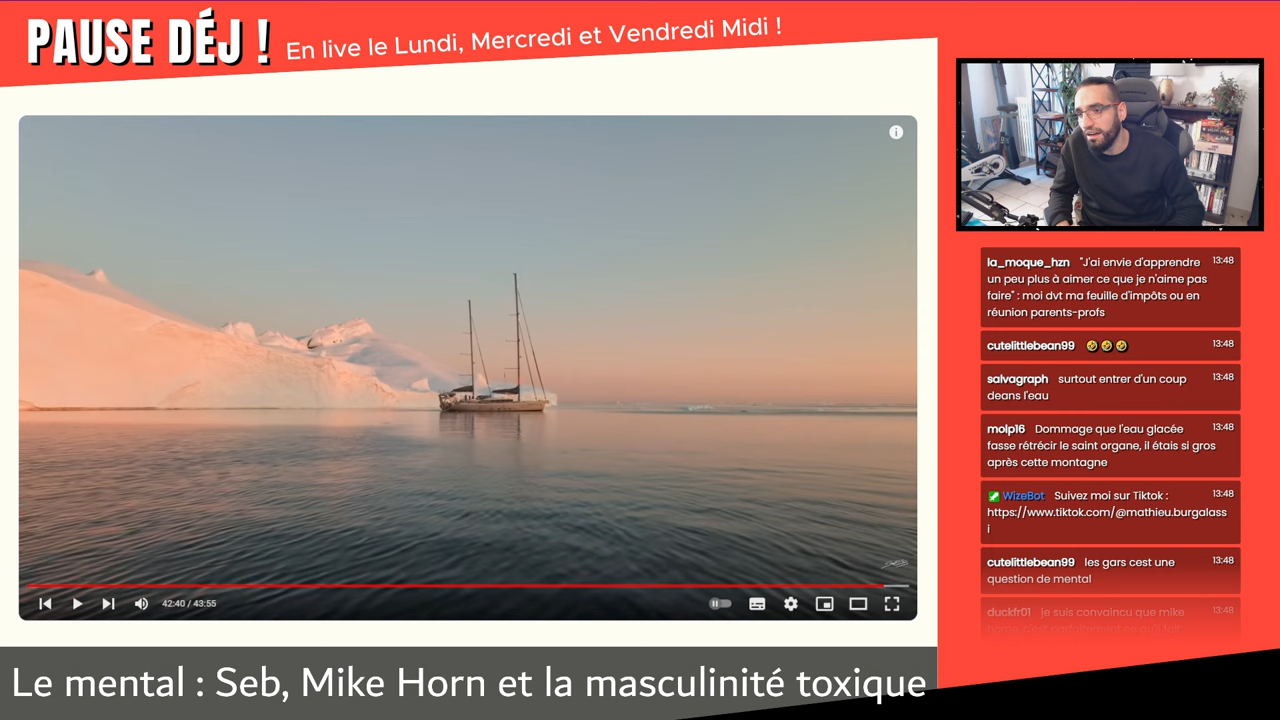 PAUSE DÉJ !
En live le Lundi, Mercredi et Vendredi Midi !
42:40 / 43:55
la_moque_hzn "J'ai envie d'apprendre 13:48
un peu plus à aimer ce que je n'aime pas
faire" : moi dvt ma feuille d'impôts ou en
réunion parents-profs
cutelittlebean99 🤣🤣🤣 13:48
salvagraph surtout entrer d'un coup 13:48
deans l'eau
molp16 Dommage que l'eau glacée 13:48
fasse rétrécir le saint organe, il étais si gros
après cette montagne
WizeBot Suivez moi sur Tiktok : 13:48
https://www.tiktok.com/@mathieu.burgalass
i
cutelittlebean99 les gars cest une 13:48
question de mental
duckfr01 je suis convaincu que mike 13:48
Le mental : Seb, Mike Horn et la masculinité toxique